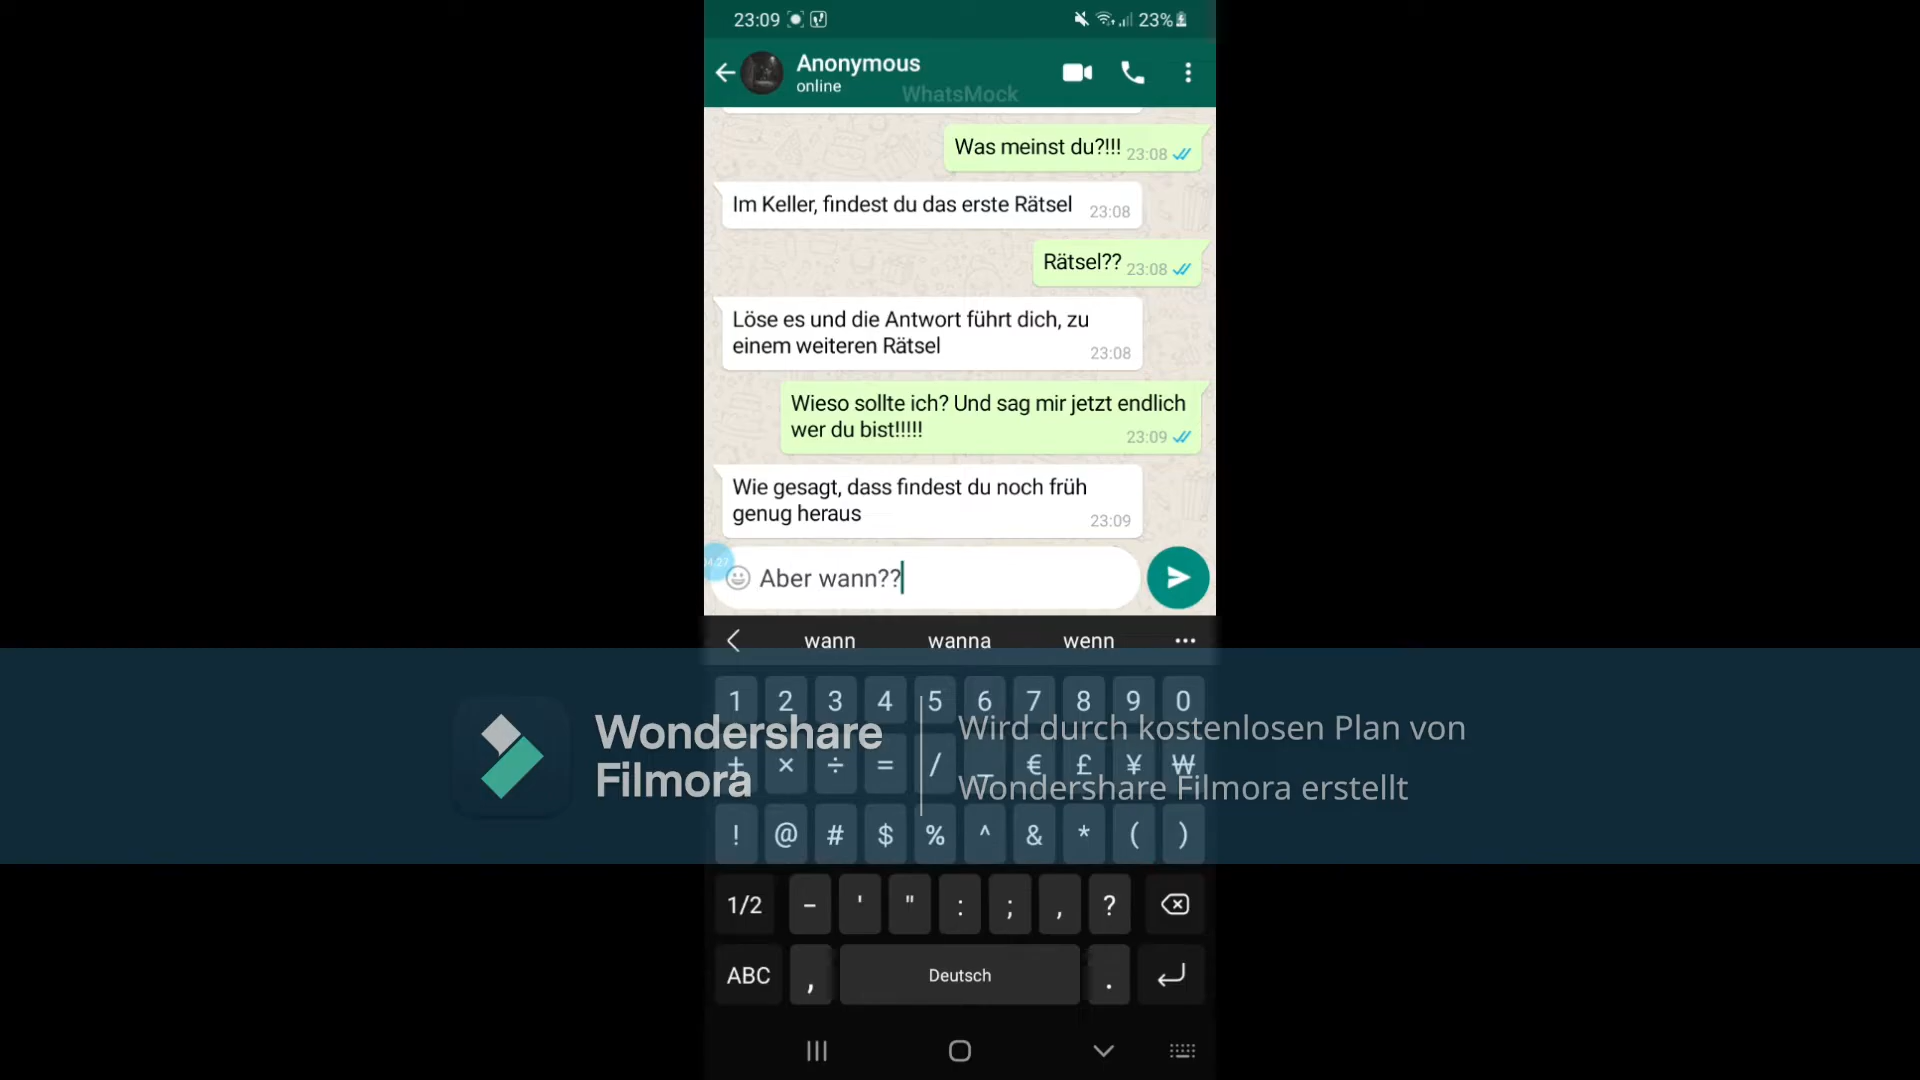 23:09
23%
Anonymous
online
WhatsMock
Was meinst du?!!! 23:08
Im Keller, findest du das erste Rätsel 23:08
Rätsel?? 23:08
Löse es und die Antwort führt dich, zu
einem weiteren Rätsel
23:08
Wieso sollte ich? Und sag mir jetzt endlich
wer du bist!!!!!
23:09
Wie gesagt, dass findest du noch früh
genug heraus
23:09
Aber wann??
wann wanna wenn
1 2 3 4 5 6 7 8 9 0
Wondershare
Filmora
Wird durch kostenlosen Plan von
Wondershare Filmora erstellt
+ × ÷ = / _ € £ ¥ ₩
! @ # $ % ^ & * ( )
1/2 - ' " : ; , ?
ABC , Deutsch .